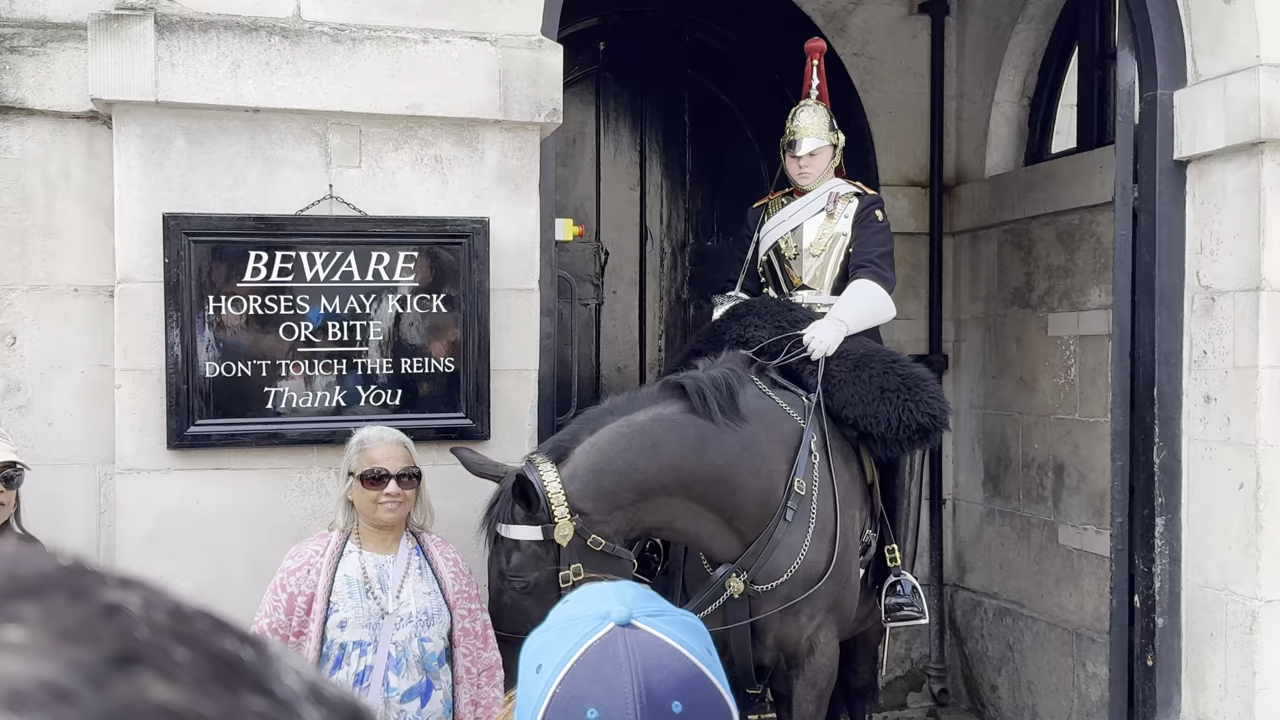 BEWARE
HORSES MAY KICK
OR BITE
DON'T TOUCH THE REINS
Thank You